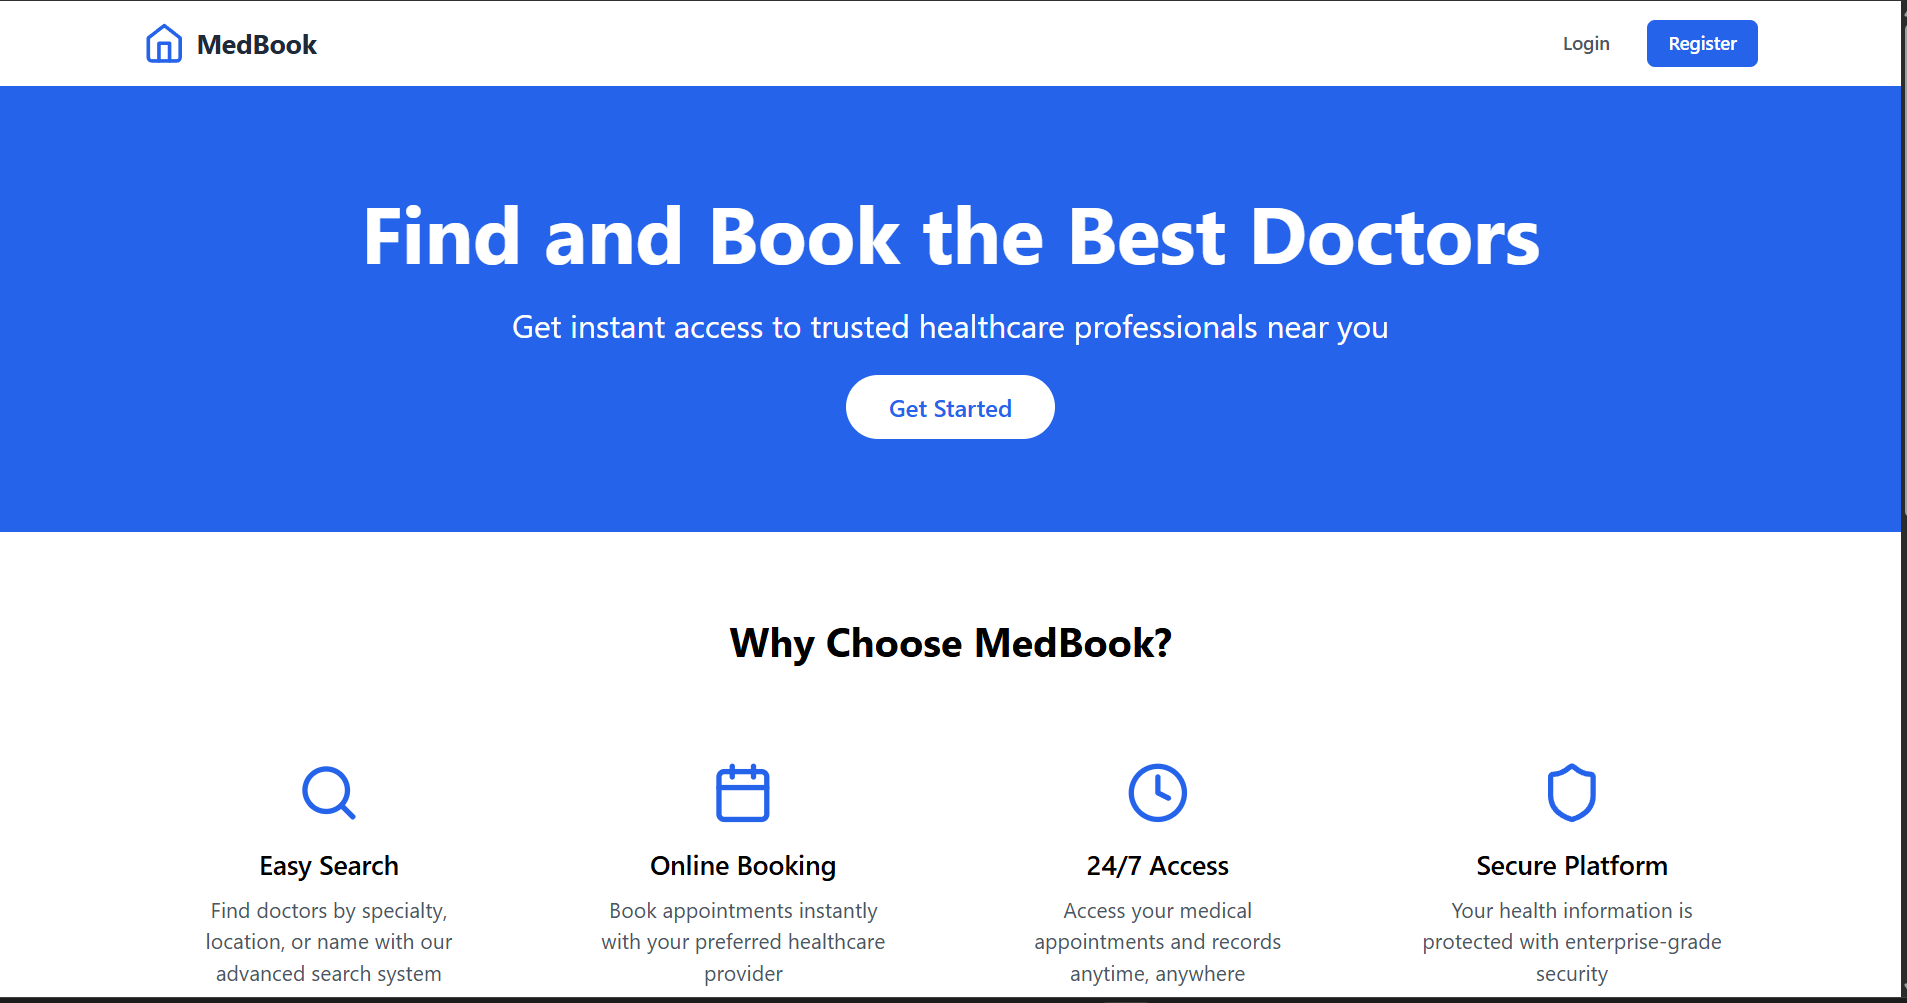 MedBook
Login
Register
Find and Book the Best Doctors
Get instant access to trusted healthcare professionals near you
Get Started
Why Choose MedBook?
Easy Search
Find doctors by specialty,
location, or name with our
advanced search system
Online Booking
Book appointments instantly
with your preferred healthcare
provider
24/7 Access
Access your medical
appointments and records
anytime, anywhere
Secure Platform
Your health information is
protected with enterprise-grade
security